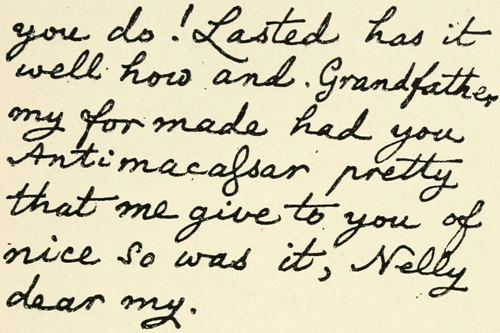 you do! Lasted has it
well how and. Grandfather
my for made had you
Antimacassar pretty
that me give to you of
nice so was it, Nelly
dear my.